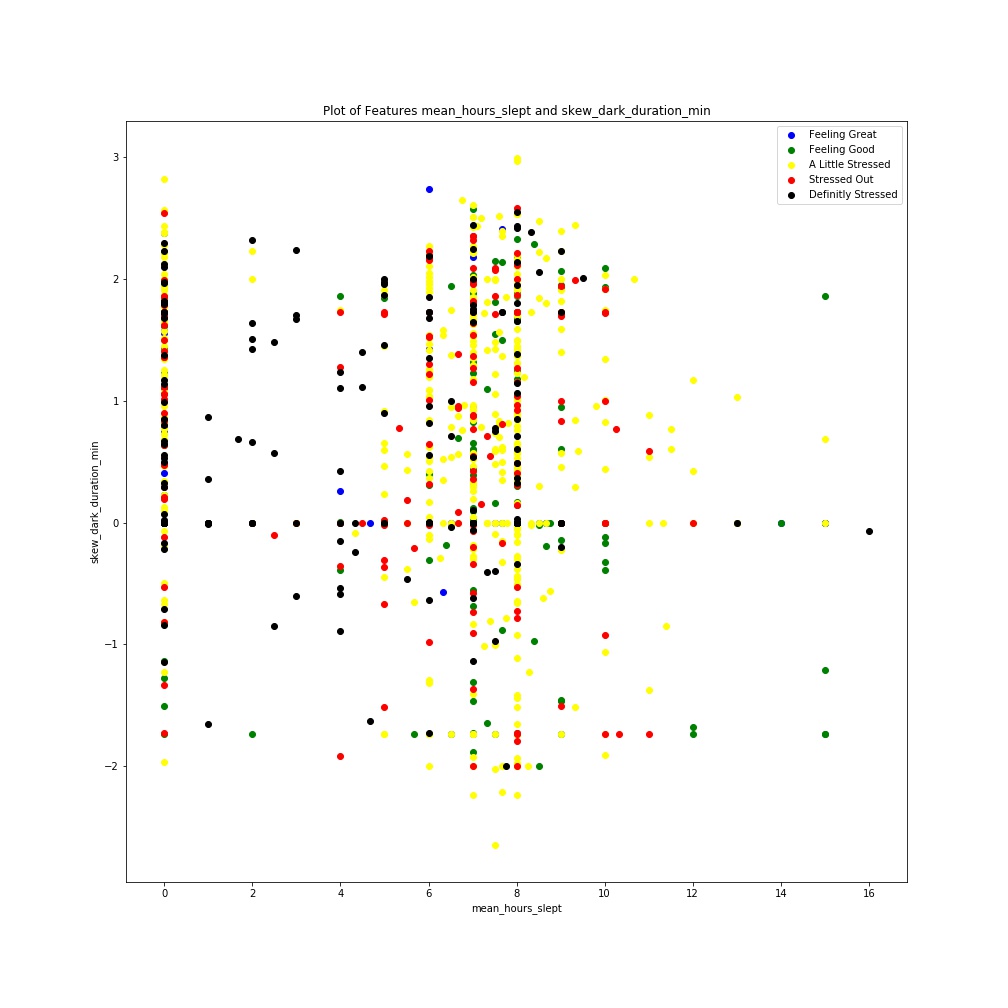 Plot of Features mean_hours_slept and skew_dark_duration_min
Feeling Great
Feeling Good
A Little Stressed
Stressed Out
Definitly Stressed
3
2
1
0
−1
−2
skew_dark_duration_min
0 2 4 6 8 10 12 14 16
mean_hours_slept